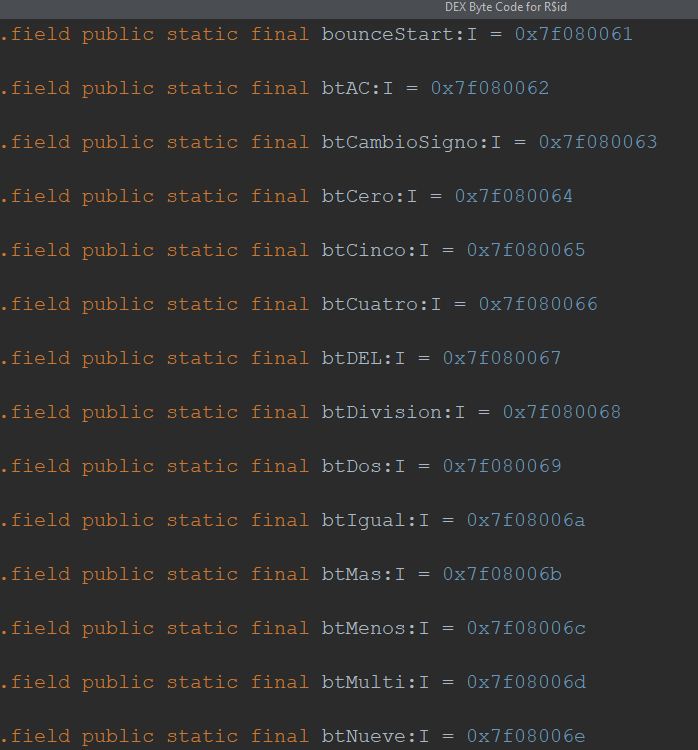 DEX Byte Code for R$id
.field public static final bounceStart:I = 0x7f080061
.field public static final btAC:I = 0x7f080062
.field public static final btCambioSigno:I = 0x7f080063
.field public static final btCero:I = 0x7f080064
.field public static final btCinco:I = 0x7f080065
.field public static final btCuatro:I = 0x7f080066
.field public static final btDEL:I = 0x7f080067
.field public static final btDivision:I = 0x7f080068
.field public static final btDos:I = 0x7f080069
.field public static final btIgual:I = 0x7f08006a
.field public static final btMas:I = 0x7f08006b
.field public static final btMenos:I = 0x7f08006c
.field public static final btMulti:I = 0x7f08006d
.field public static final btNueve:I = 0x7f08006e